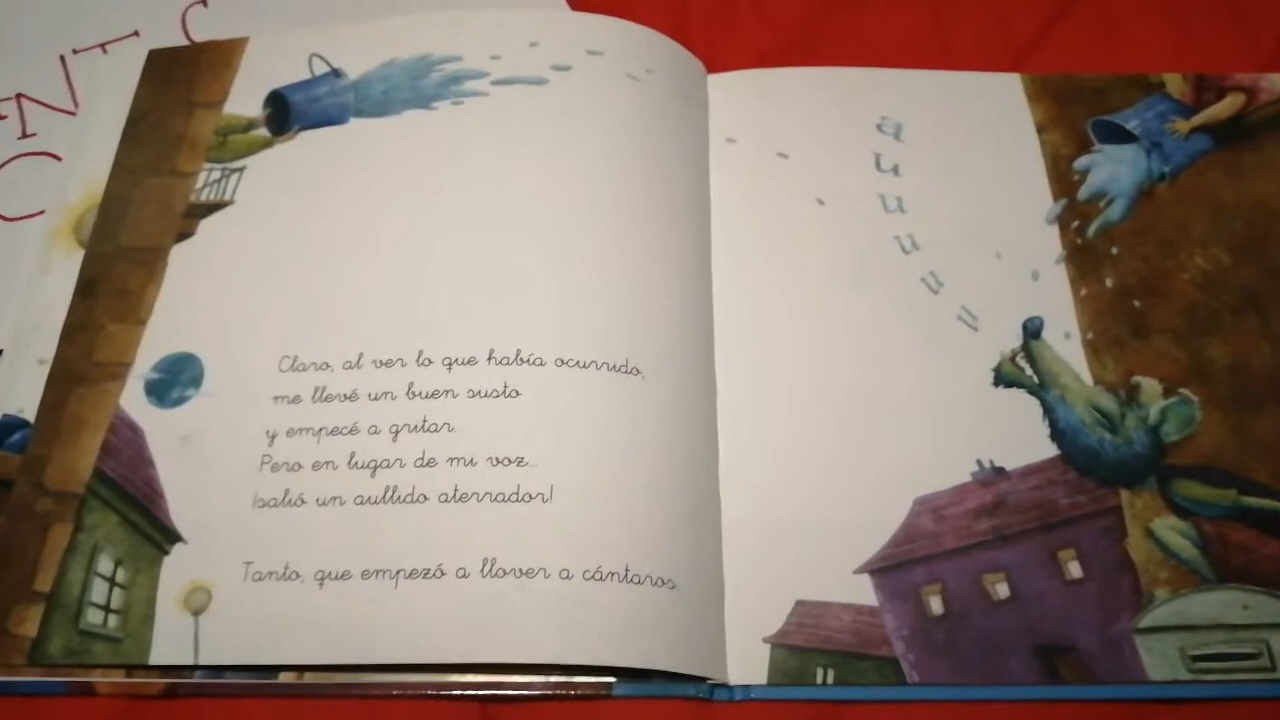 C
NT
C
Claro, al ver lo que había ocurrido,
me llevé un buen susto
y empecé a gritar.
Pero en lugar de mi voz...
¡salió un aullido aterrador!
Tanto, que empezó a llover a cántaros.
auuuuu